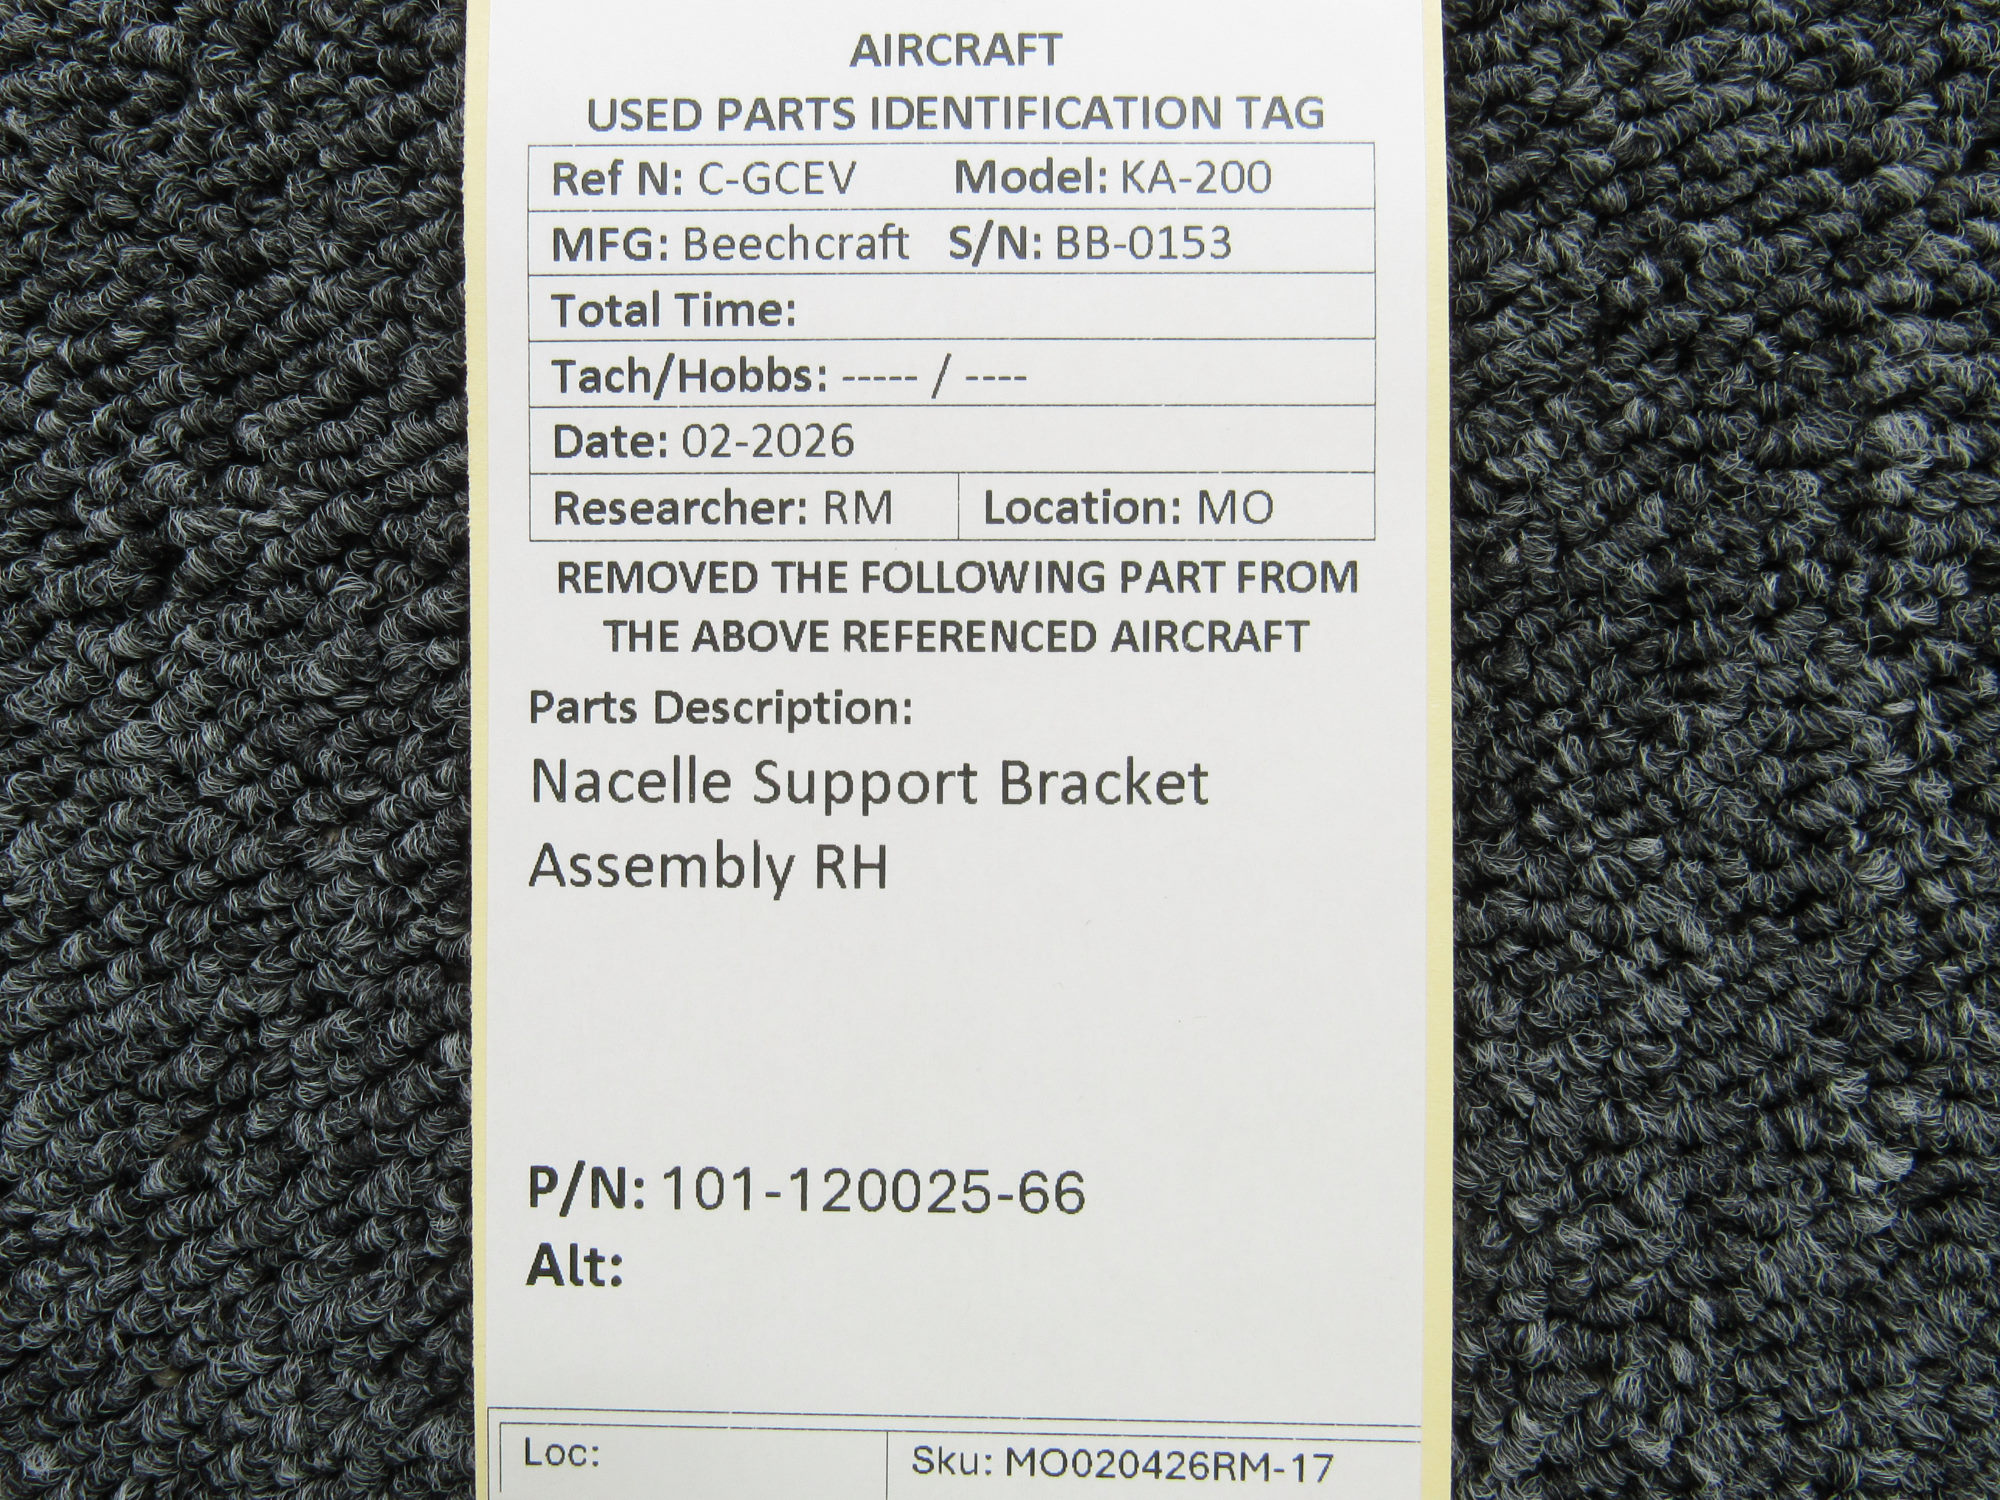 AIRCRAFT
USED PARTS IDENTIFICATION TAG
Ref N: C-GCEV Model: KA-200
MFG: Beechcraft S/N: BB-0153
Total Time:
Tach/Hobbs: ----- / ----
Date: 02-2026
Researcher: RM Location: MO
REMOVED THE FOLLOWING PART FROM
THE ABOVE REFERENCED AIRCRAFT
Parts Description:
Nacelle Support Bracket
Assembly RH
P/N: 101-120025-66
Alt:
Loc: Sku: MO020426RM-17